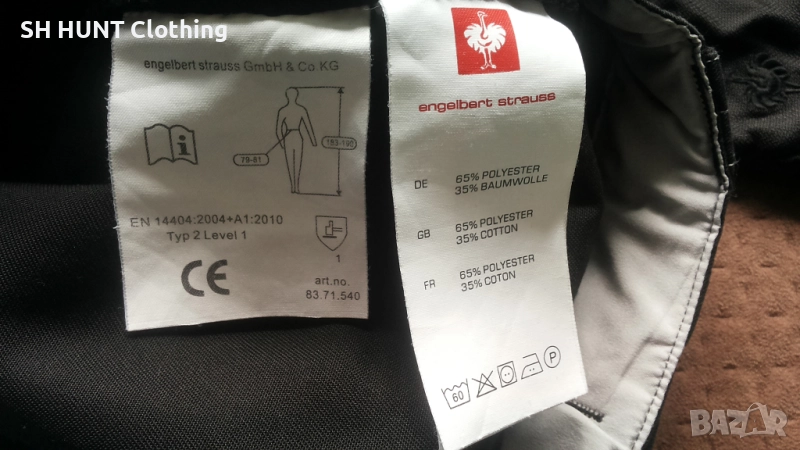 SH HUNT Clothing
engelbert strauss GmbH & Co.KG
183-190
79-81
EN 14404:2004+A1:2010
Typ 2 Level 1
1
CE
art.no.
83.71.540
engelbert strauss
DE 65% POLYESTER
35% BAUMWOLLE
GB 65% POLYESTER
35% COTTON
FR 65% POLYESTER
35% COTON
60
P
BAZAR